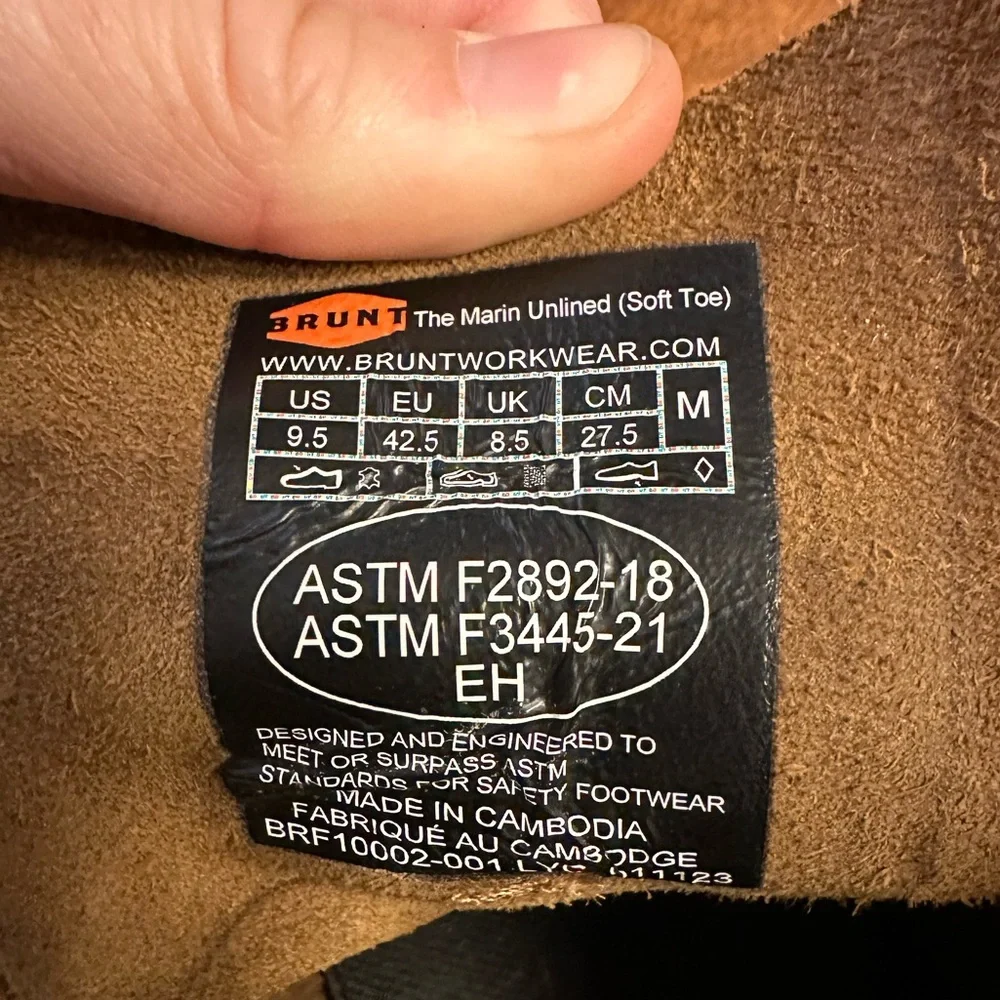 BRUNT The Marin Unlined (Soft Toe)
WWW.BRUNTWORKWEAR.COM
US EU UK CM M
9.5 42.5 8.5 27.5
ASTM F2892-18
ASTM F3445-21
EH
DESIGNED AND ENGINEERED TO
MEET OR SURPASS ASTM
STANDARDS FOR SAFETY FOOTWEAR
MADE IN CAMBODIA
FABRIQUÉ AU CAMBODGE
BRF10002-001